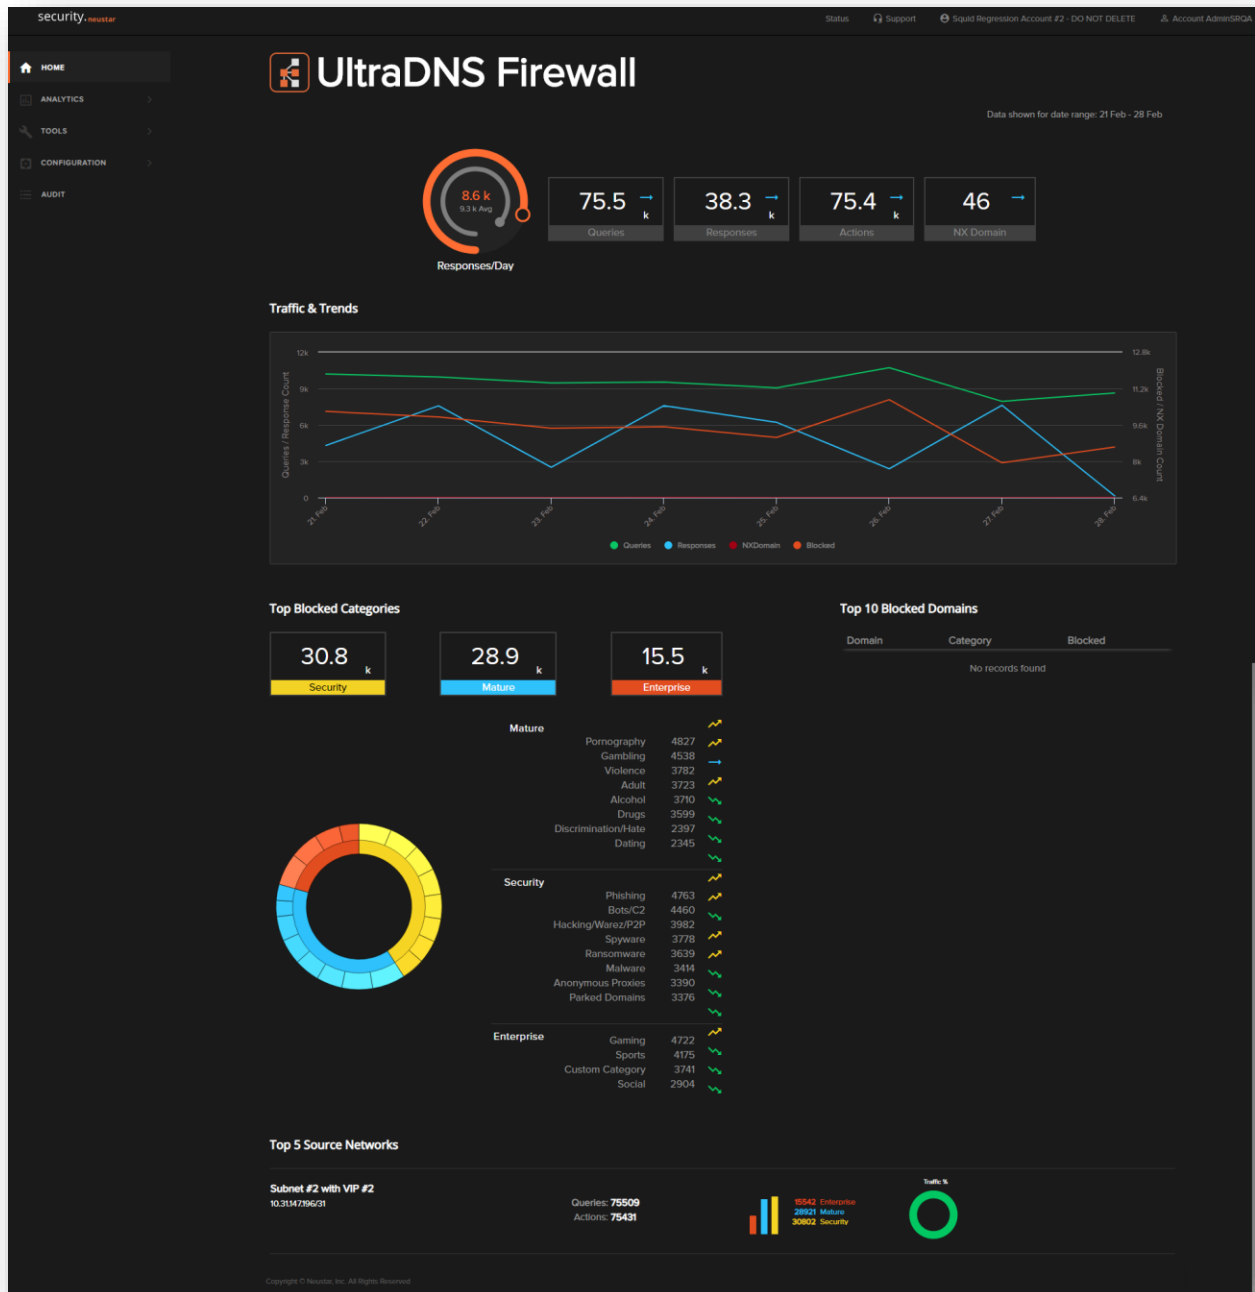 security.neustar
Status Support Squid Regression Account #2 - DO NOT DELETE Account AdminSRQA
HOME
ANALYTICS
TOOLS
CONFIGURATION
AUDIT
UltraDNS Firewall
Data shown for date range: 21 Feb - 28 Feb
8.6 k
9.3 k Avg
Responses/Day
75.5 k
Queries
38.3 k
Responses
75.4 k
Actions
46
NX Domain
Traffic & Trends
Queries / Response Count
12k
9k
6k
3k
0
12.8k
11.2k
9.6k
8k
6.4k
Blocked / NX Domain Count
21. Feb 22. Feb 23. Feb 24. Feb 25. Feb 26. Feb 27. Feb 28. Feb
Queries Responses NXDomain Blocked
Top Blocked Categories
30.8 k
Security
28.9 k
Mature
15.5 k
Enterprise
Mature
Pornography 4827
Gambling 4538
Violence 3782
Adult 3723
Alcohol 3710
Drugs 3599
Discrimination/Hate 2397
Dating 2345
Security
Phishing 4763
Bots/C2 4460
Hacking/Warez/P2P 3982
Spyware 3778
Ransomware 3639
Malware 3414
Anonymous Proxies 3390
Parked Domains 3376
Enterprise
Gaming 4722
Sports 4175
Custom Category 3741
Social 2904
Top 10 Blocked Domains
Domain Category Blocked
No records found
Top 5 Source Networks
Subnet #2 with VIP #2
10.31.147.196/31
Queries: 75509
Actions: 75431
15542 Enterprise
28921 Mature
30802 Security
Traffic %
Copyright © Neustar, Inc. All Rights Reserved